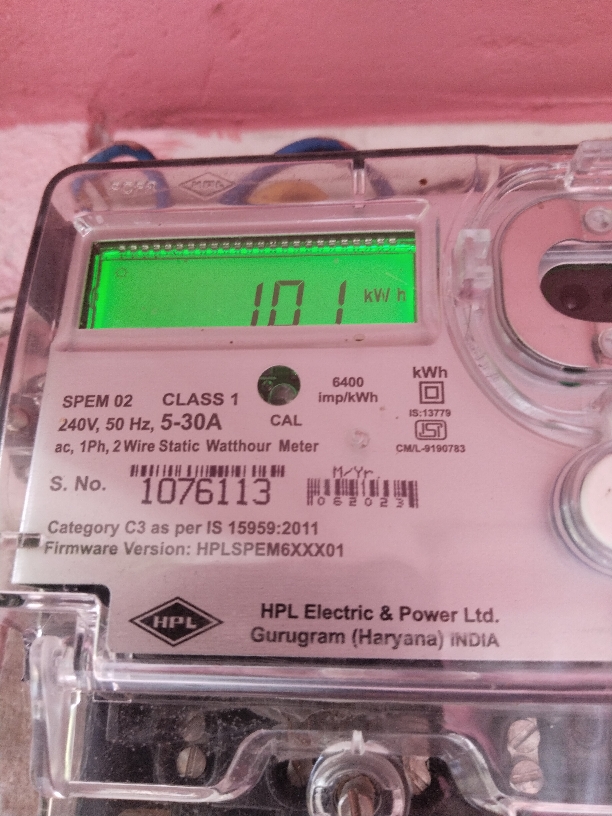 HPL
101 kW h
SPEM 02 CLASS 1
6400
imp/kWh
kWh
240V, 50 Hz, 5-30A
CAL
IS:13779
ISI
ac, 1Ph, 2 Wire Static Watthour Meter
CM/L-9190783
S. No. 1076113
M/Yr.
062023
Category C3 as per IS 15959:2011
Firmware Version: HPLSPEM6XXX01
HPL
HPL Electric & Power Ltd.
Gurugram (Haryana) INDIA